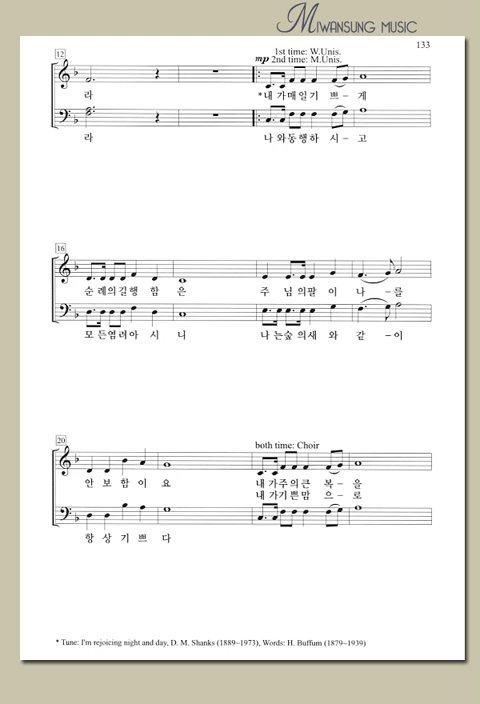 MIWANSUNG MUSIC
133
12
1st time: W.Unis.
mp 2nd time: M.Unis.
라 *내 가매일기 쁘– 게
라 나 와동행하 시 – 고
16
순 례의길행 함 은 주 님의팔이 나 –를
모 든염려아 시 니 나 는숲의새 와 같 –이
20
both time: Choir
안 보 함 이 요 내 가주의큰 복 – 을
내 가기쁜맘 으 – 로
항 상 기 쁘 다
* Tune: I'm rejoicing night and day, D. M. Shanks (1889~1973), Words: H. Buffum (1879~1939)